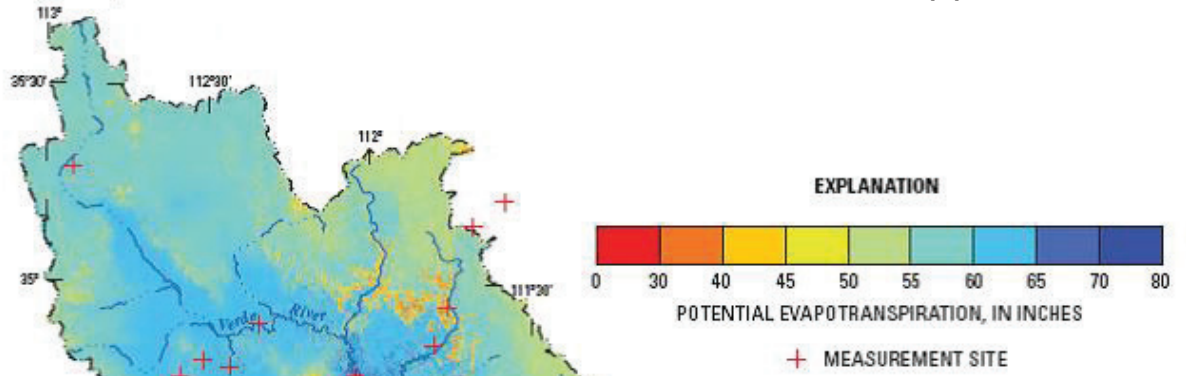 113°
35°30'
112°30'
112°
EXPLANATION
35°
111°30'
0 30 40 45 50 55 60 65 70 80
Verde River
POTENTIAL EVAPOTRANSPIRATION, IN INCHES
MEASUREMENT SITE